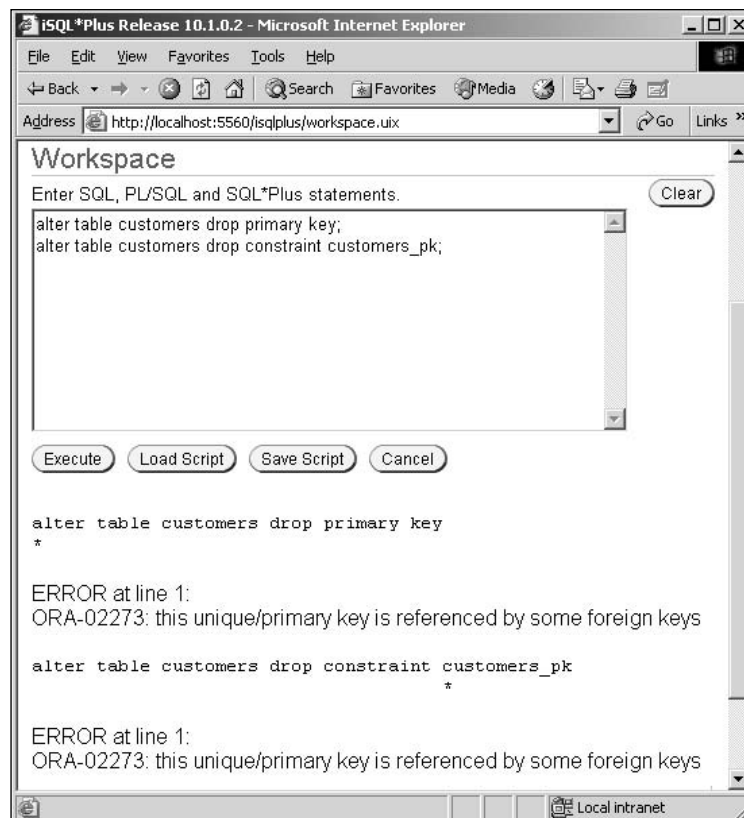 iSQL*Plus Release 10.1.0.2 - Microsoft Internet Explorer
File Edit View Favorites Tools Help
Back Search Favorites Media
Address http://localhost:5560/isqlplus/workspace.uix Go Links »
Workspace
Enter SQL, PL/SQL and SQL*Plus statements. Clear
alter table customers drop primary key;
alter table customers drop constraint customers_pk;
Execute Load Script Save Script Cancel
alter table customers drop primary key
*
ERROR at line 1:
ORA-02273: this unique/primary key is referenced by some foreign keys
alter table customers drop constraint customers_pk
*
ERROR at line 1:
ORA-02273: this unique/primary key is referenced by some foreign keys
Local intranet